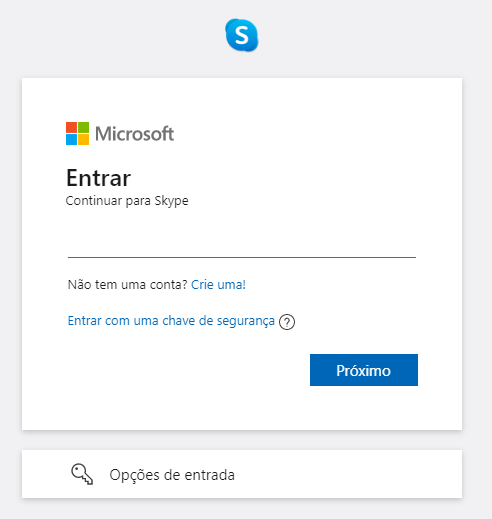 S
Microsoft
Entrar
Continuar para Skype
Não tem uma conta? Crie uma!
Entrar com uma chave de segurança ?
Próximo
Opções de entrada